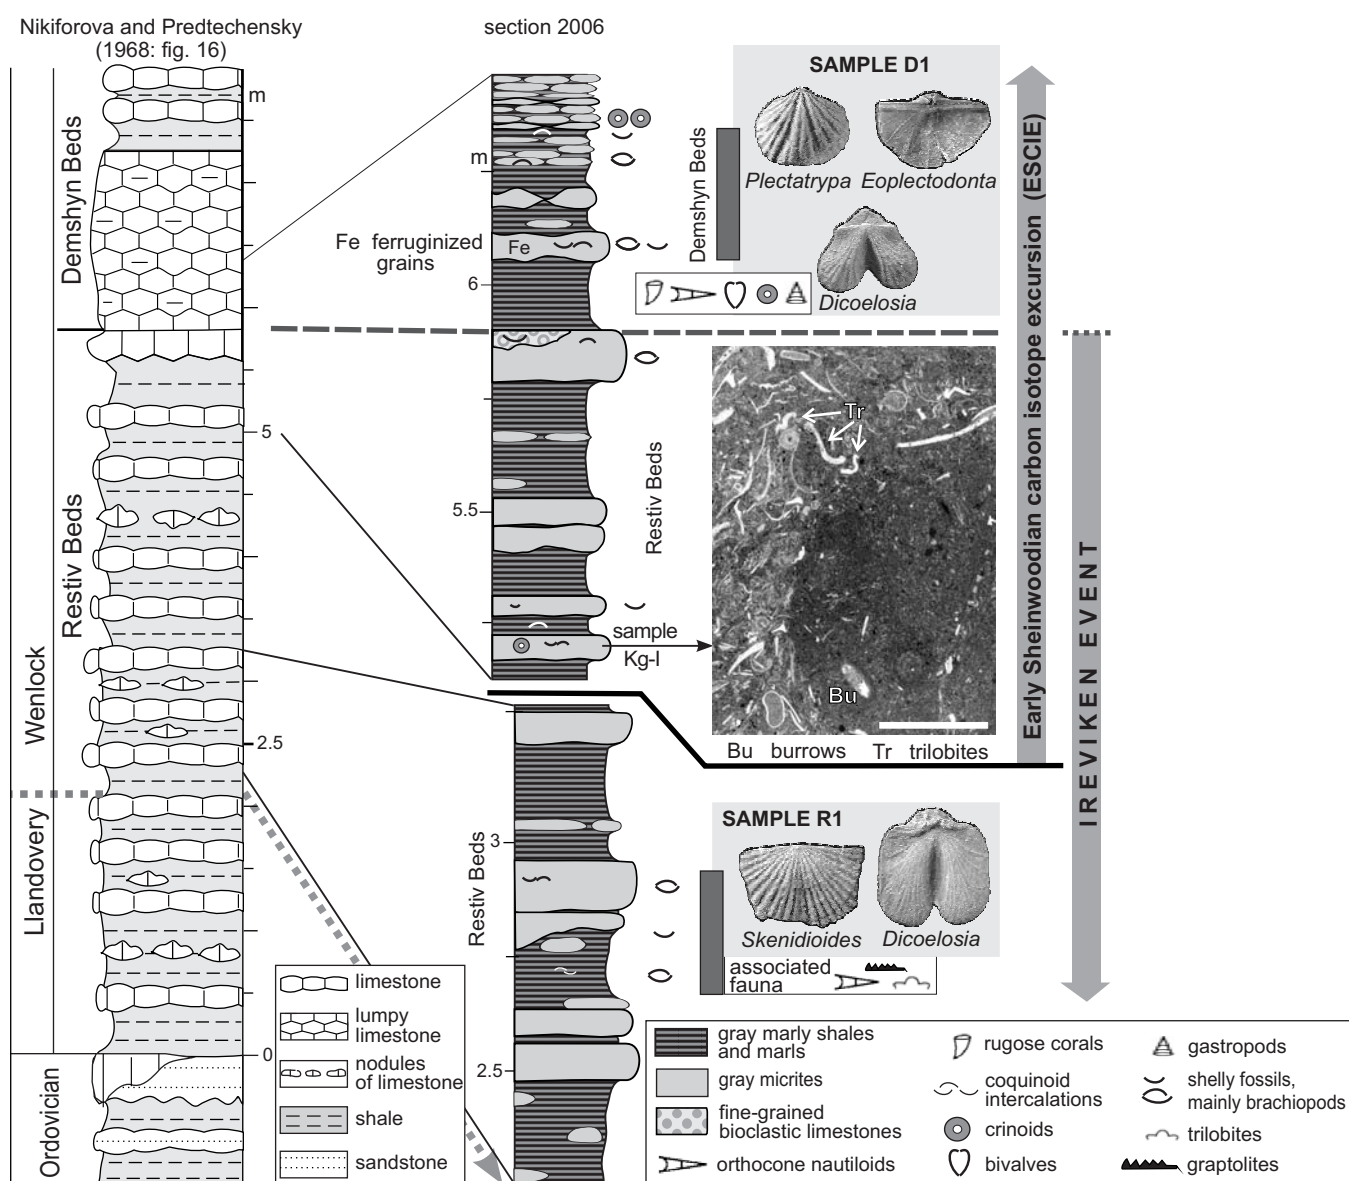 Nikiforova and Predtechensky
(1968: fig. 16)
section 2006
m
Demshyn Beds
Restiv Beds
Wenlock
Llandovery
Ordovician
5
2.5
0
m
6
5.5
3
2.5
Fe ferruginized
grains
Fe
Restiv Beds
Restiv Beds
sample
Kg-I
Demshyn Beds
SAMPLE D1
Plectatrypa Eoplectodonta
Dicoelosia
Tr
Bu
Bu burrows Tr trilobites
Early Sheinwoodian carbon isotope excursion (ESCIE)
IREVIKEN EVENT
SAMPLE R1
Skenidioides Dicoelosia
associated
fauna
limestone
lumpy
limestone
nodules
of limestone
shale
sandstone
gray marly shales
and marls
gray micrites
fine-grained
bioclastic limestones
orthocone nautiloids
rugose corals
coquinoid
intercalations
crinoids
bivalves
gastropods
shelly fossils,
mainly brachiopods
trilobites
graptolites